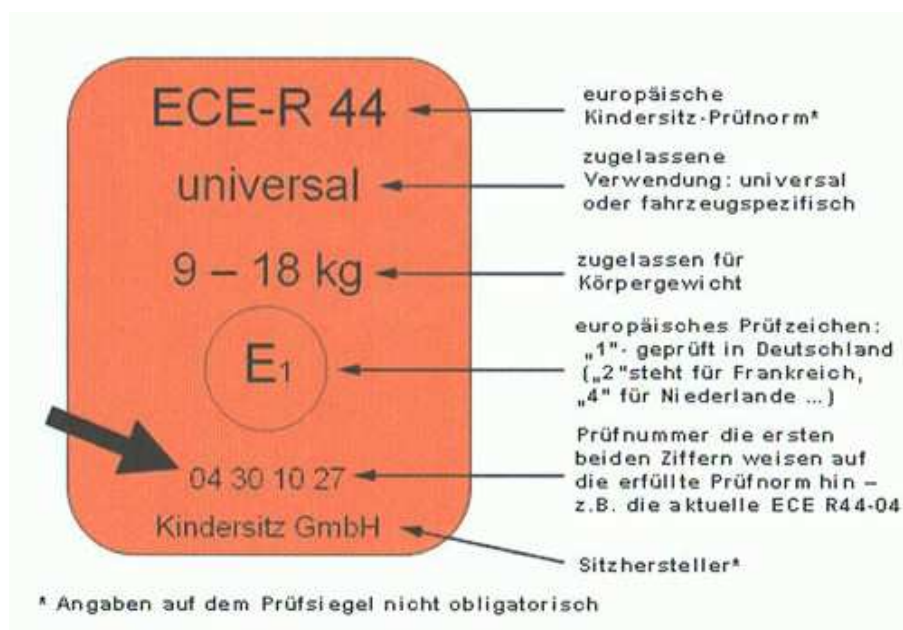 ECE-R 44
europäische
Kindersitz-Prüfnorm*
universal
zugelassene
Verwendung: universal
oder fahrzeugspezifisch
9 – 18 kg
zugelassen für
Körpergewicht
E1
europäisches Prüfzeichen:
„1"- geprüft in Deutschland
(„2"steht für Frankreich,
„4" für Niederlande ...)
04 30 10 27
Prüfnummer die ersten
beiden Ziffern weisen auf
die erfüllte Prüfnorm hin –
z.B. die aktuelle ECE R44-04
Kindersitz GmbH
Sitzhersteller*
* Angaben auf dem Prüfsiegel nicht obligatorisch